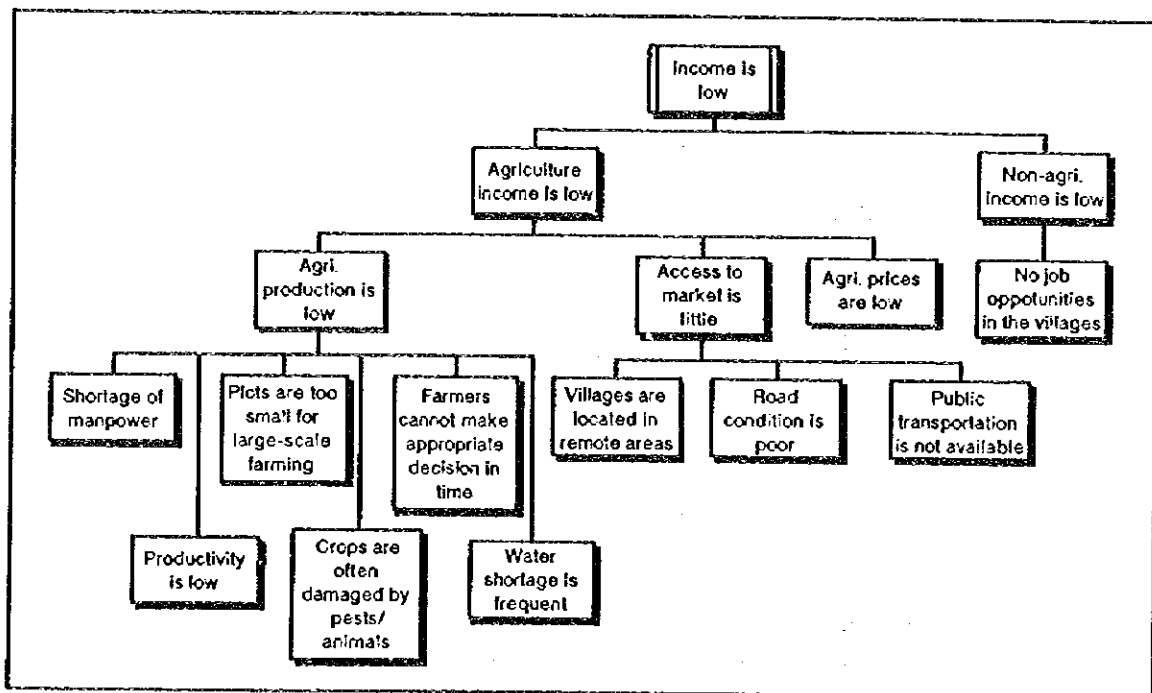 Income is
low
Agriculture
income is low
Non-agri.
income is low
Agri.
production is
low
Access to
market is
little
Agri. prices
are low
No job
oppotunities
in the villages
Shortage of
manpower
Plots are too
small for
large-scale
farming
Farmers
cannot make
appropriate
decision in
time
Villages are
located in
remote areas
Road
condition is
poor
Public
transportation
is not available
Productivity
is low
Crops are
often
damaged by
pests/
animals
Water
shortage is
frequent